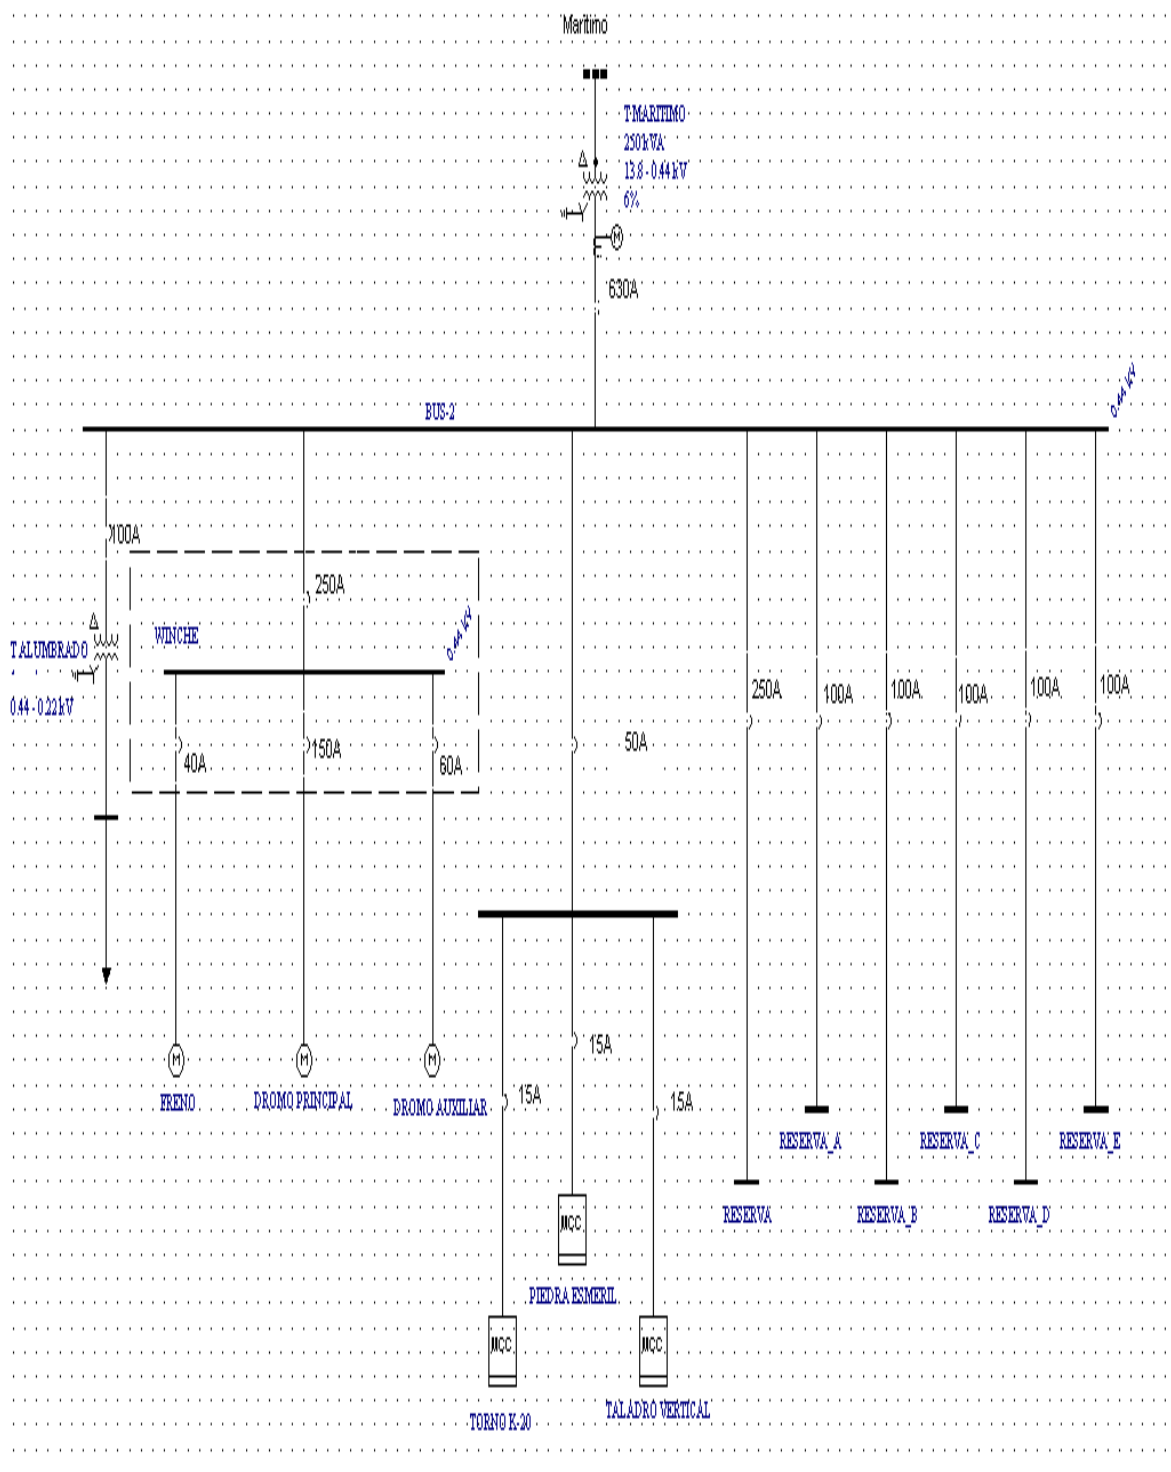 Marítimo
T-MARITIMO
250 kVA
13.8 - 0.44 kV
6%
M
630A
0.44 kV
BUS-2
100A
250A
WINCHE
0.44 kV
T ALUMBRADO
0.44 - 0.22 kV
40A
150A
60A
50A
250A
100A
100A
100A
100A
100A
M
M
M
FRENO
DROMO PRINCIPAL
DROMO AUXILIAR
15A
15A
15A
RESERVA_A
RESERVA_C
RESERVA_E
RESERVA
RESERVA_B
RESERVA_D
MCC
PIEDRA ESMERIL
MCC
MCC
TORNO K-20
TALADRO VERTICAL